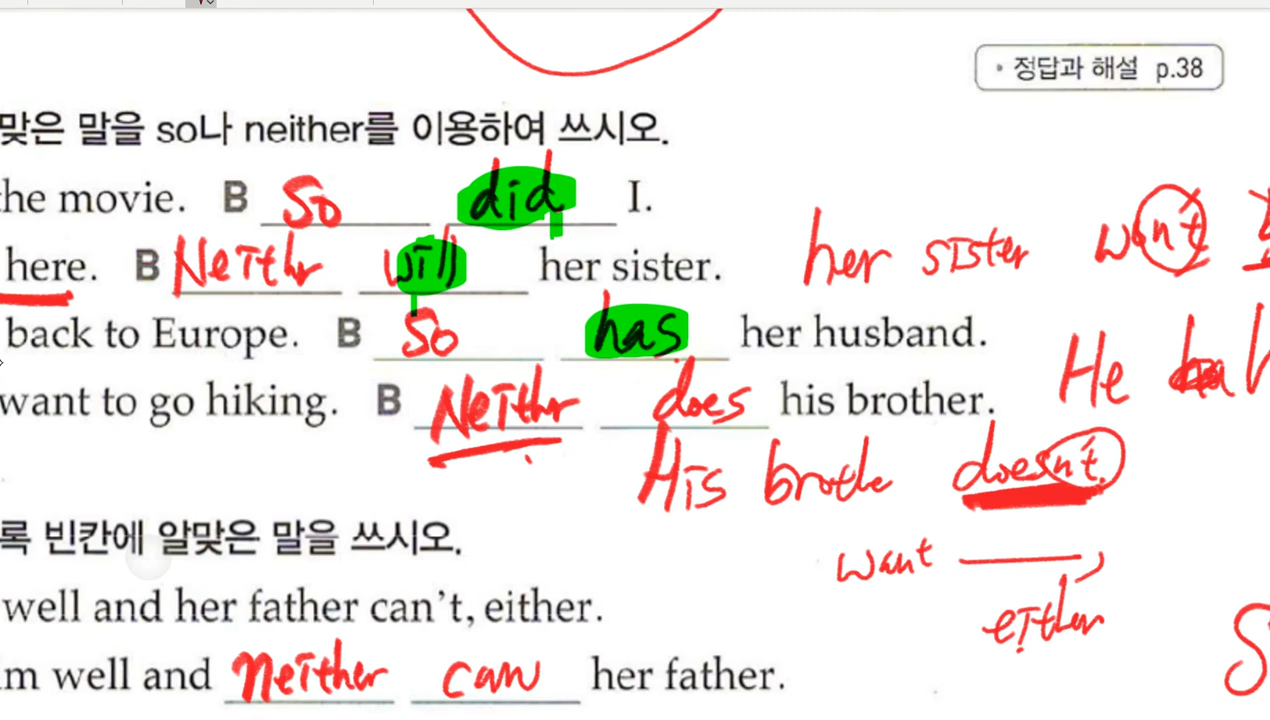 • 정답과 해설 p.38
맞은 말을 so나 neither를 이용하여 쓰시오.
the movie. B So did I.
here. B Neithr will her sister. her sister won't
back to Europe. B So has her husband. He
want to go hiking. B Neithr does his brother.
His brothe doesn't
want
either
록 빈칸에 알맞은 말을 쓰시오.
well and her father can't, either.
im well and neither can her father.